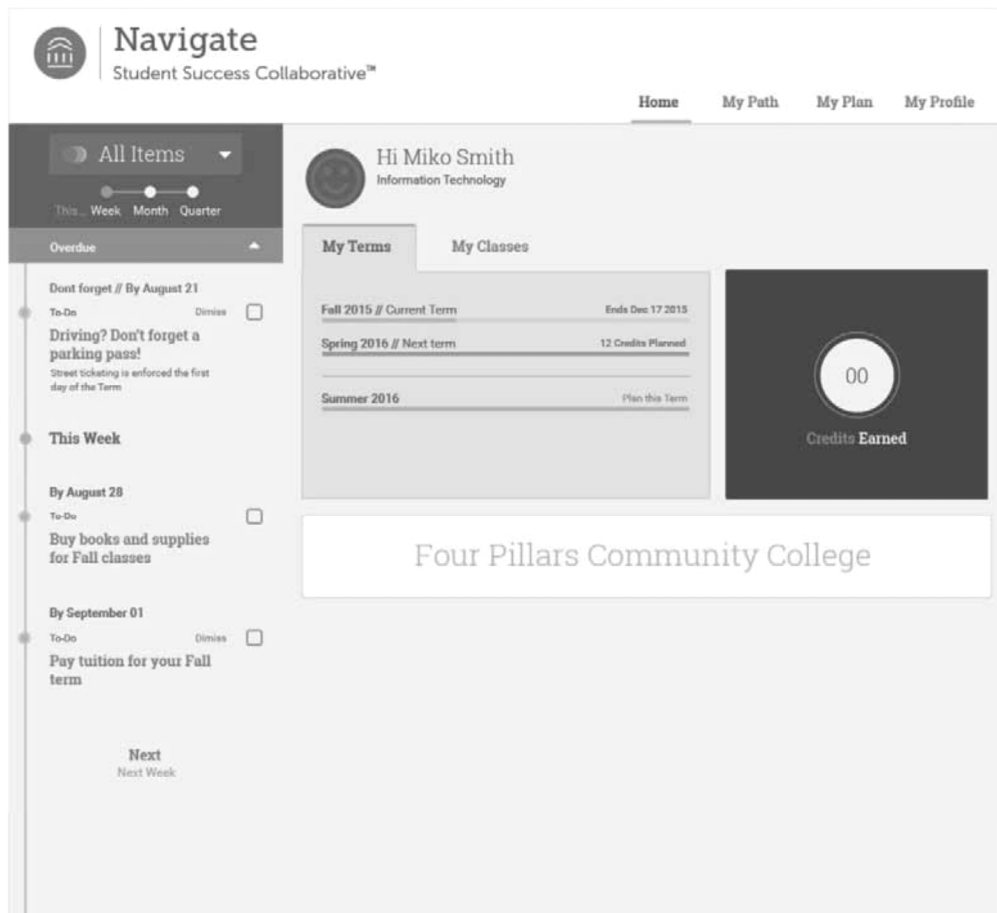 Navigate
Student Success Collaborative™
Home My Path My Plan My Profile
All Items
This... Week Month Quarter
Overdue
Dont forget // By August 21
To-Do Dimiss
Driving? Don't forget a
parking pass!
Street ticketing is enforced the first
day of the Term
This Week
By August 28
To-Do
Buy books and supplies
for Fall classes
By September 01
To-Do Dimiss
Pay tuition for your Fall
term
Next
Next Week
Hi Miko Smith
Information Technology
My Terms My Classes
Fall 2015 // Current Term Ends Dec 17 2015
Spring 2016 // Next term 12 Credits Planned
Summer 2016 Plan this Term
00
Credits Earned
Four Pillars Community College